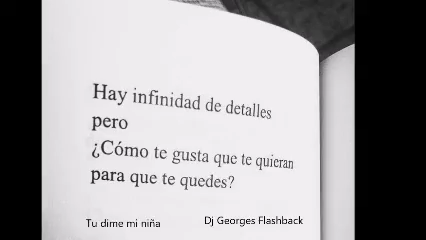 Hay infinidad de detalles
pero
¿Cómo te gusta que te quieran
para que te quedes?
Tu dime mi niña
Dj Georges Flashback